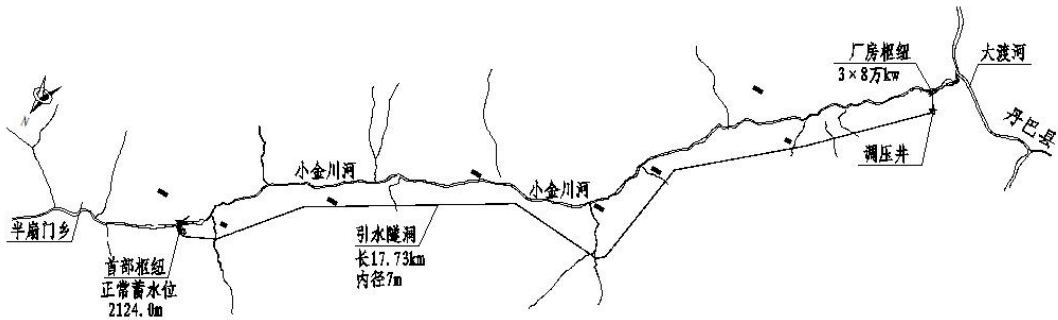 厂房枢纽
3×8万kw
大渡河
丹巴县
调压井
N
小金川河
小金川河
半扇门乡
首部枢纽
正常蓄水位
2124.0m
引水隧洞
长17.73km
内径7m